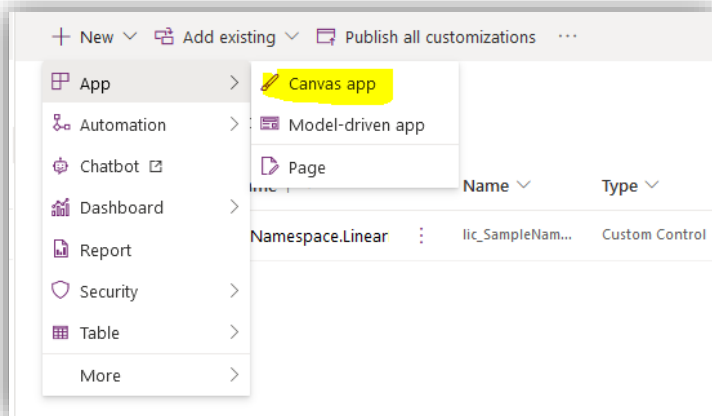 New Add existing Publish all customizations ...
App Canvas app
Automation Model-driven app
Chatbot Page
Name Type
Dashboard
Namespace.Linear lic_SampleNam... Custom Control
Report
Security
Table
More